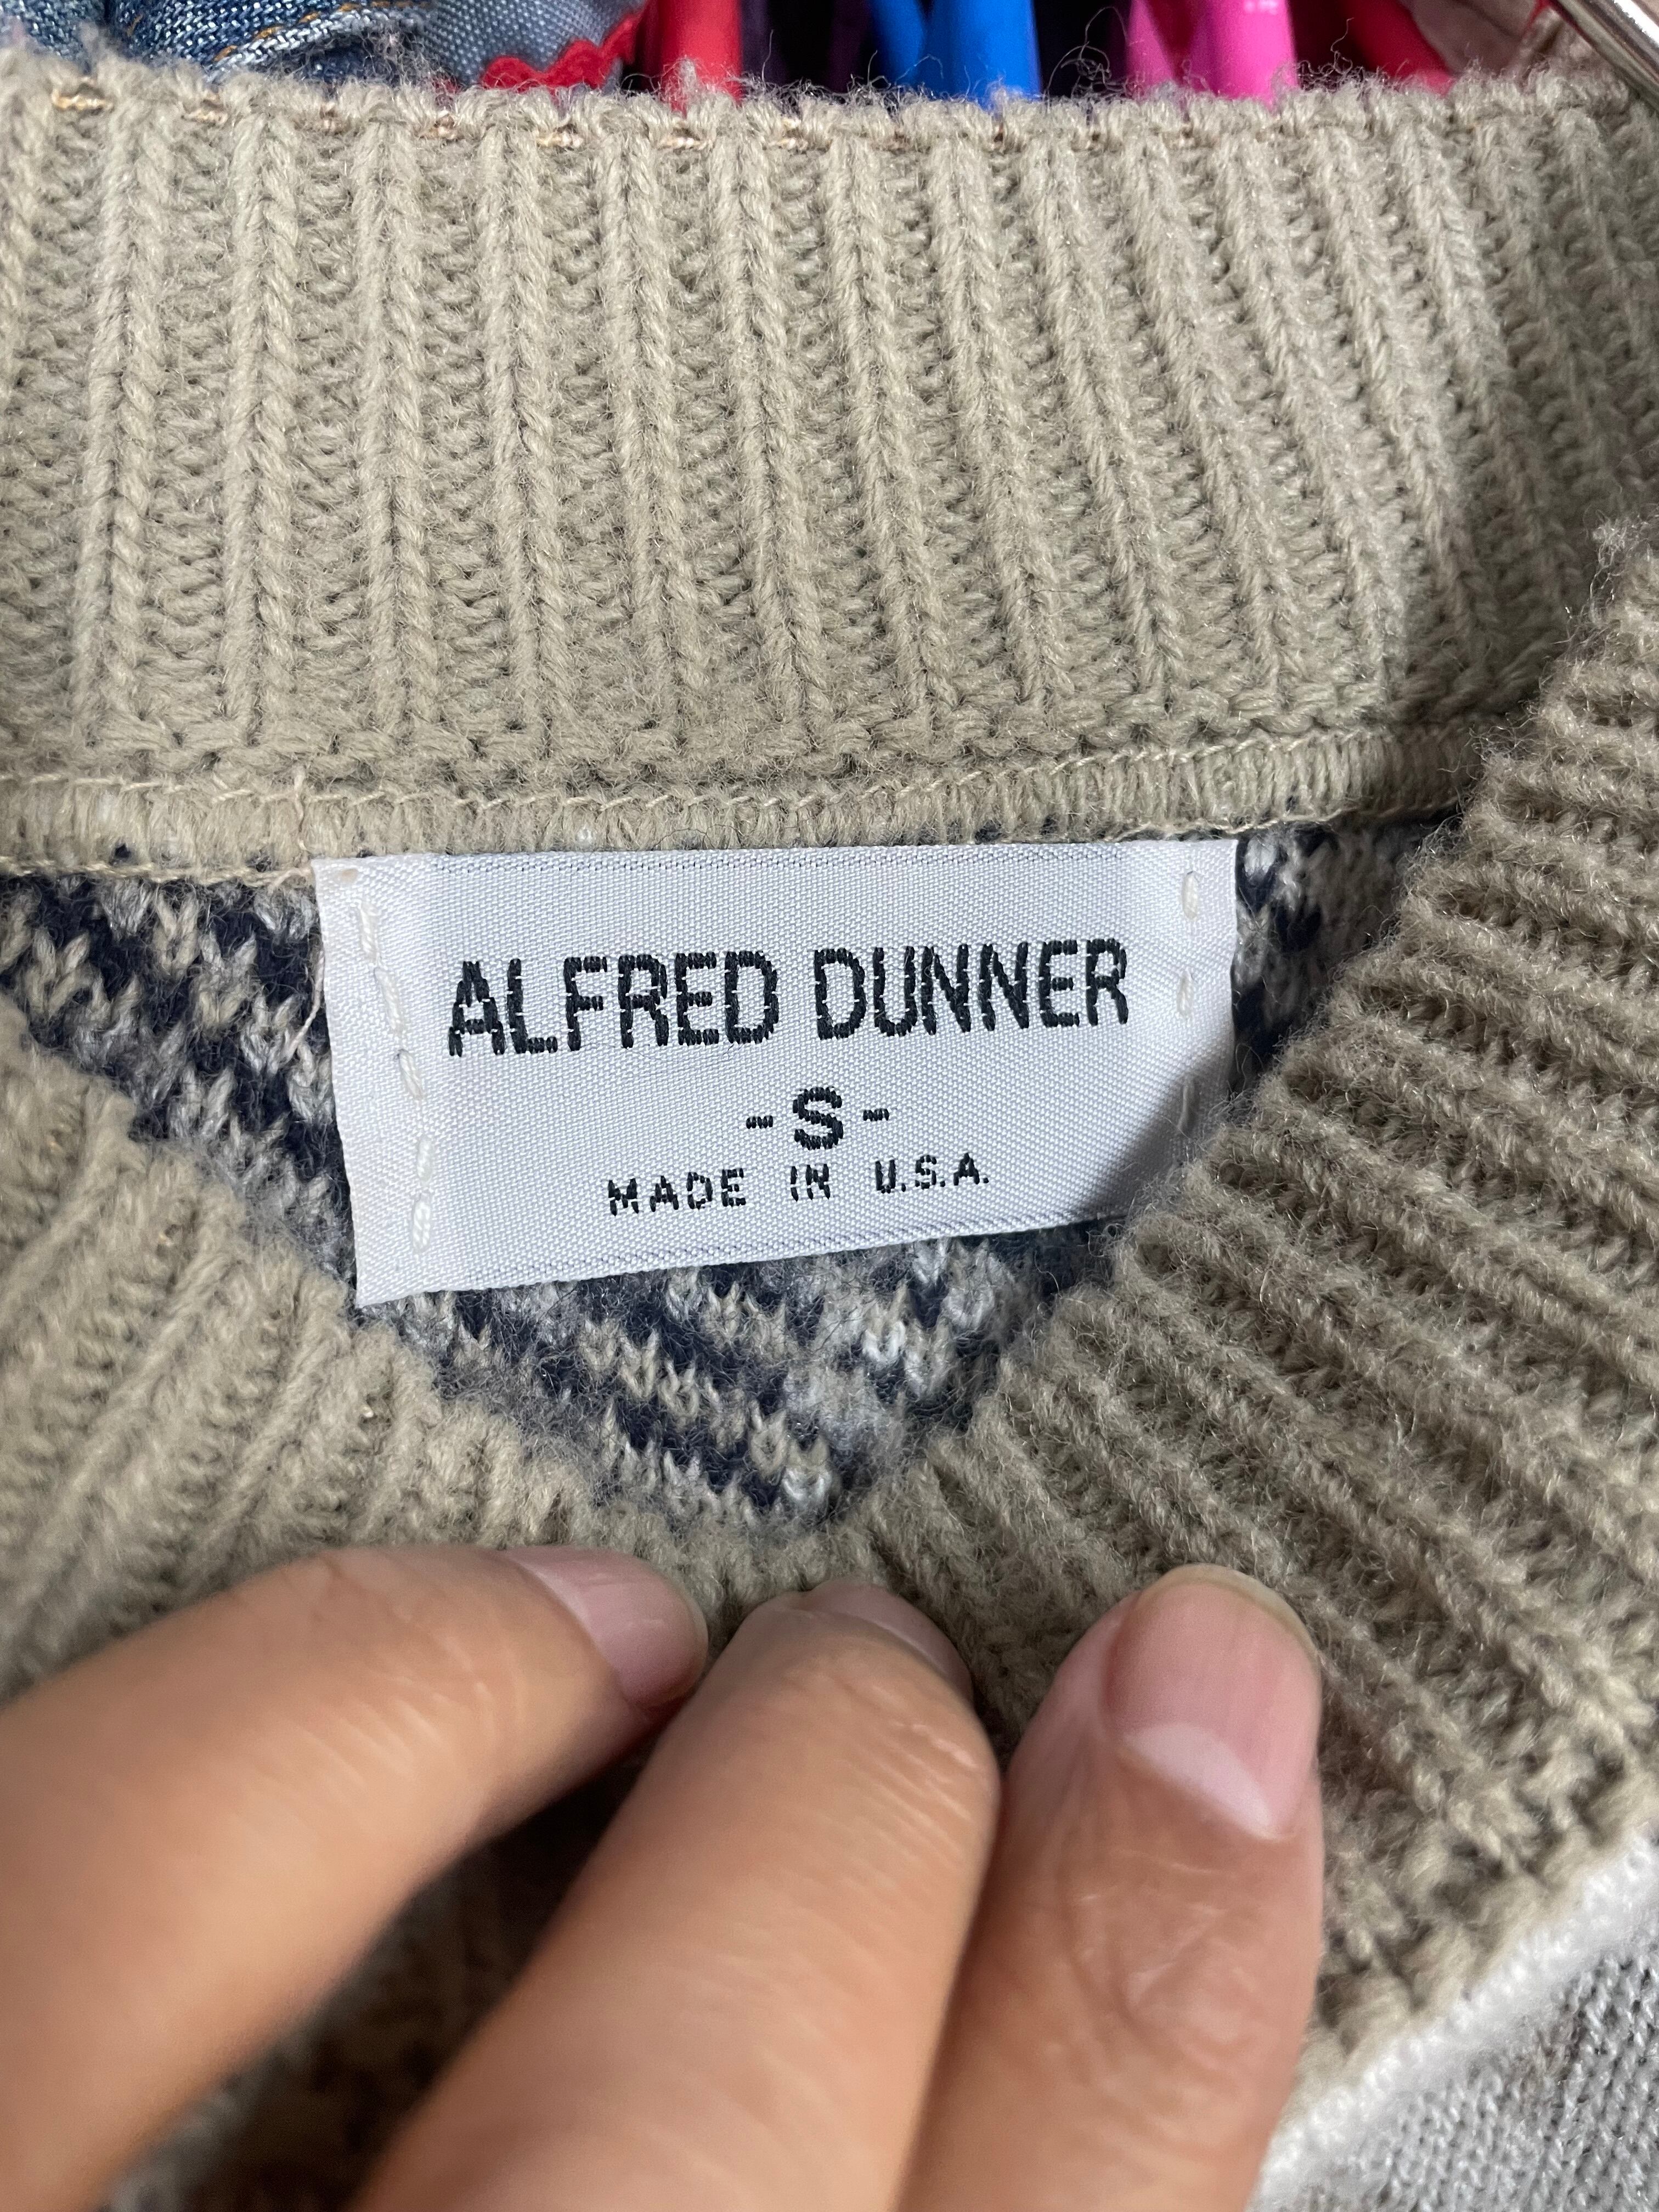 ALFRED DUNNER
-S-
MADE IN U.S.A.